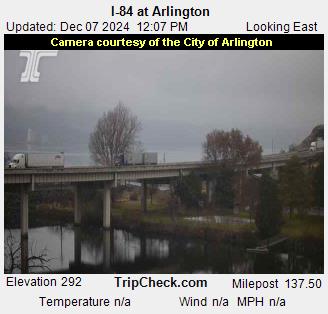 I-84 at Arlington
Updated: Dec 07 2024 12:07 PM Looking East
Camera courtesy of the City of Arlington
Elevation 292 TripCheck.com Milepost 137.50
Temperature n/a Wind n/a MPH n/a